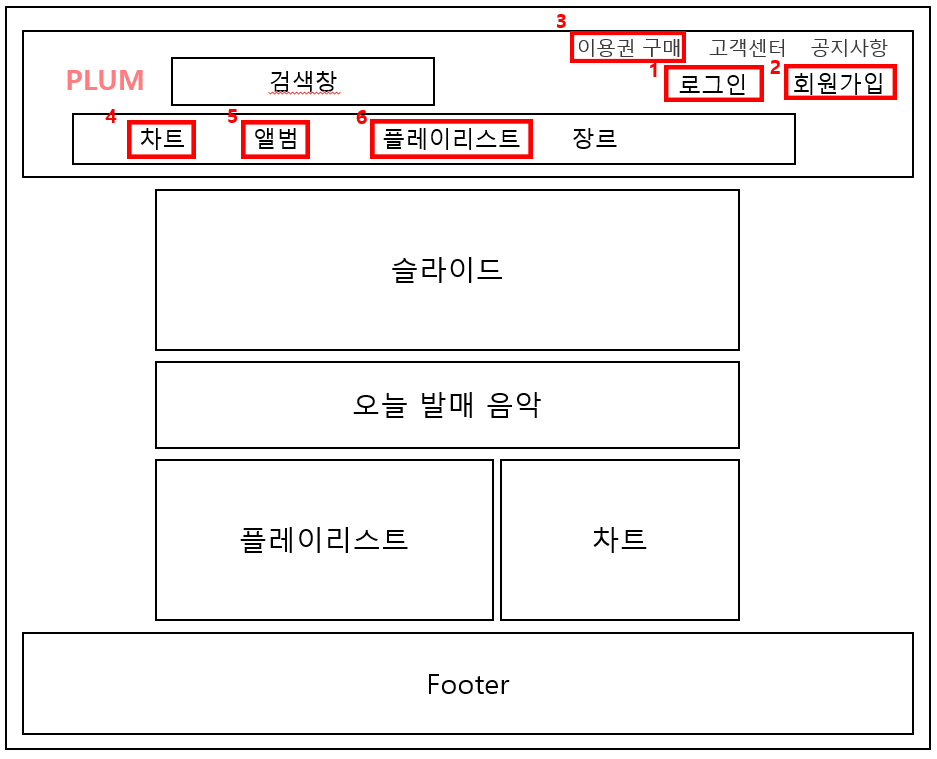 3
이용권 구매 고객센터 공지사항
PLUM 검색창 1 로그인 2 회원가입
4 차트 5 앨범 6 플레이리스트 장르
슬라이드
오늘 발매 음악
플레이리스트 차트
Footer